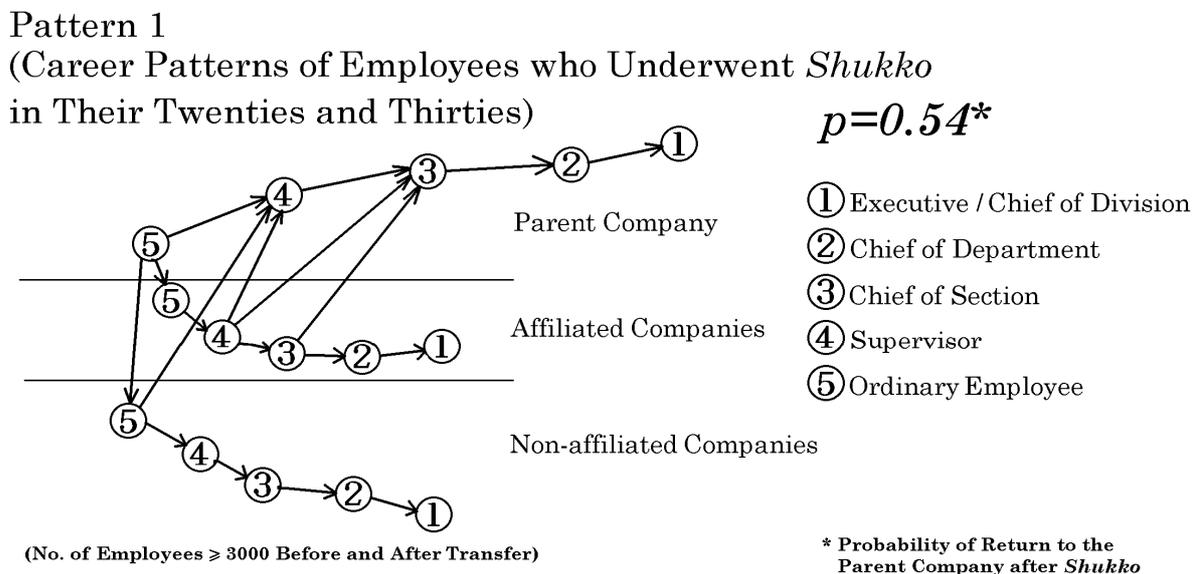 Pattern 1
(Career Patterns of Employees who Underwent Shukko
in Their Twenties and Thirties)
p=0.54*
① Executive / Chief of Division
② Chief of Department
③ Chief of Section
④ Supervisor
⑤ Ordinary Employee
⑤ ④ ③ ② ①
Parent Company
⑤ ④ ③ ② ①
Affiliated Companies
⑤ ④ ③ ② ①
Non-affiliated Companies
(No. of Employees ⩾ 3000 Before and After Transfer)
* Probability of Return to the
Parent Company after Shukko